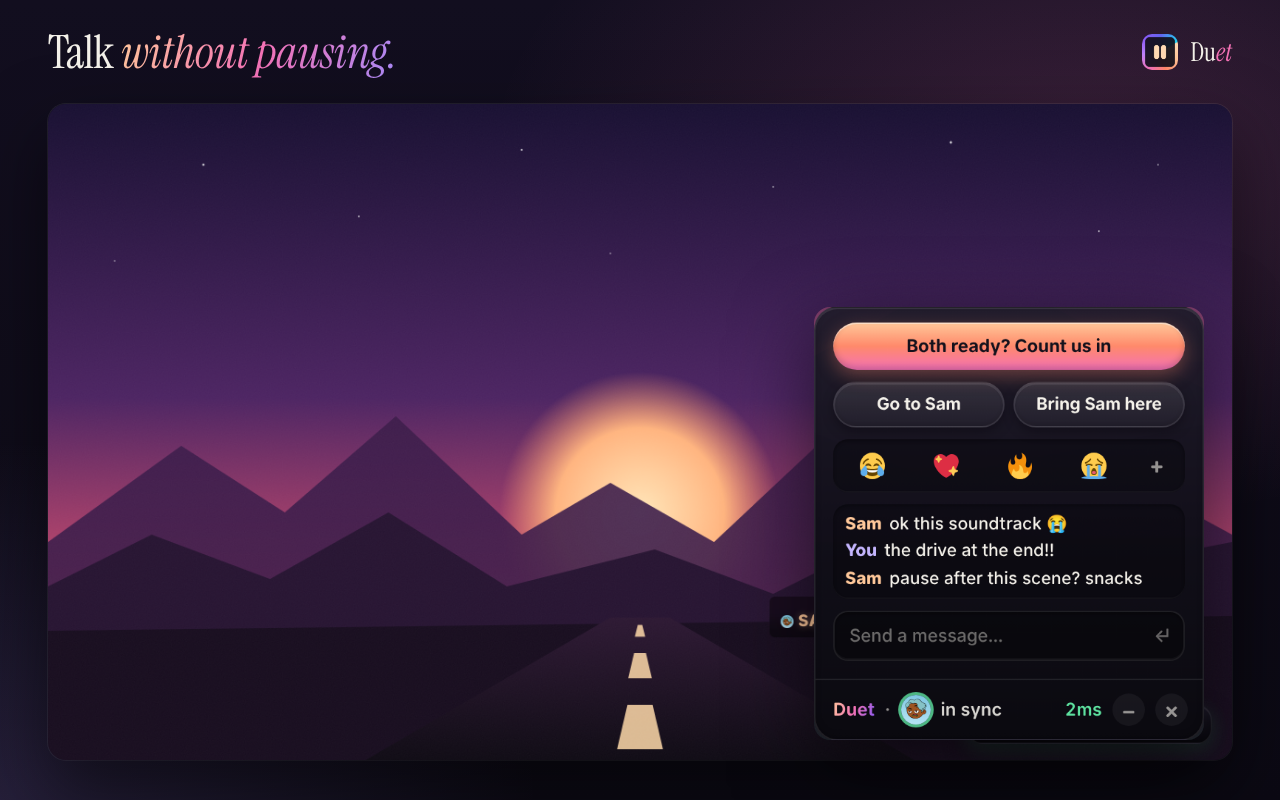 Talk without pausing.
Duet
Both ready? Count us in
Go to Sam
Bring Sam here
😂 💖 🔥 😭 +
Sam ok this soundtrack 😭
You the drive at the end!!
Sam pause after this scene? snacks
Send a message...
Duet · in sync 2ms